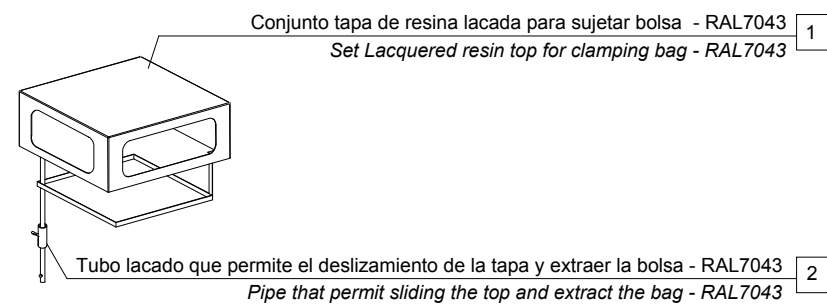 Conjunto tapa de resina lacada para sujetar bolsa - RAL7043
1
Set Lacquered resin top for clamping bag - RAL7043
Tubo lacado que permite el deslizamiento de la tapa y extraer la bolsa - RAL7043
2
Pipe that permit sliding the top and extract the bag - RAL7043